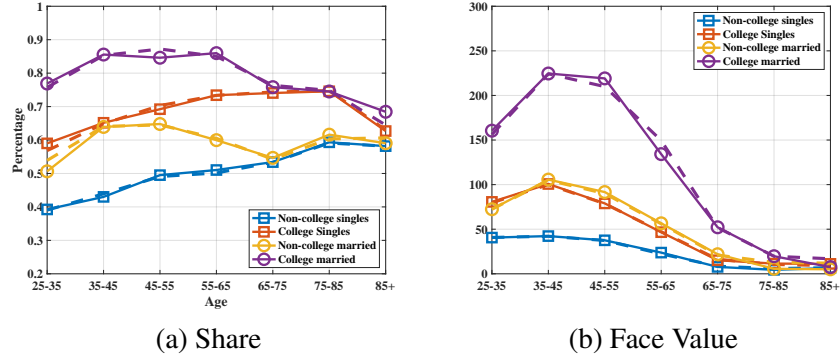 1
0.9
0.8
0.7
0.6
0.5
0.4
0.3
0.2
Percentage
25-35 35-45 45-55 55-65 65-75 75-85 85+
Age
Non-college singles
College Singles
Non-college married
College married
(a) Share
300
250
200
150
100
50
0
25-35 35-45 45-55 55-65 65-75 75-85 85+
Non-college singles
College Singles
Non-college married
College married
(b) Face Value